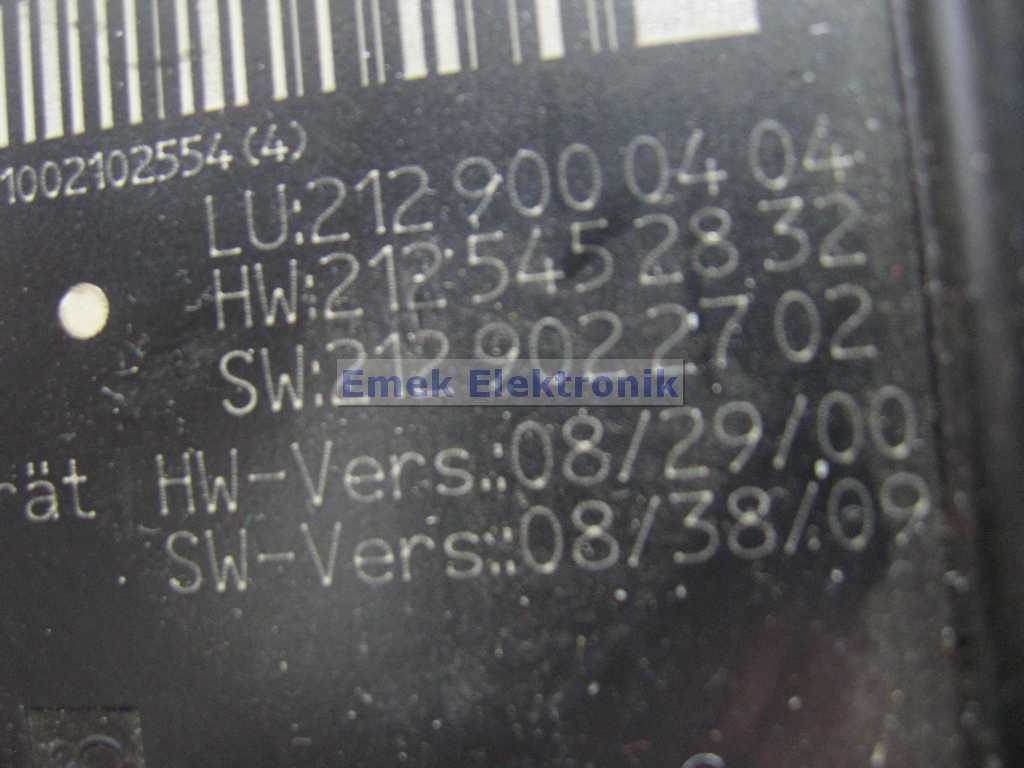 1002102554(4)
LU:212 900 04 04
HW:212 545 28 32
SW:212 902 27 02
Emek Elektronik
rät HW-Vers.:08/29/00
SW-Vers.:08/38/09